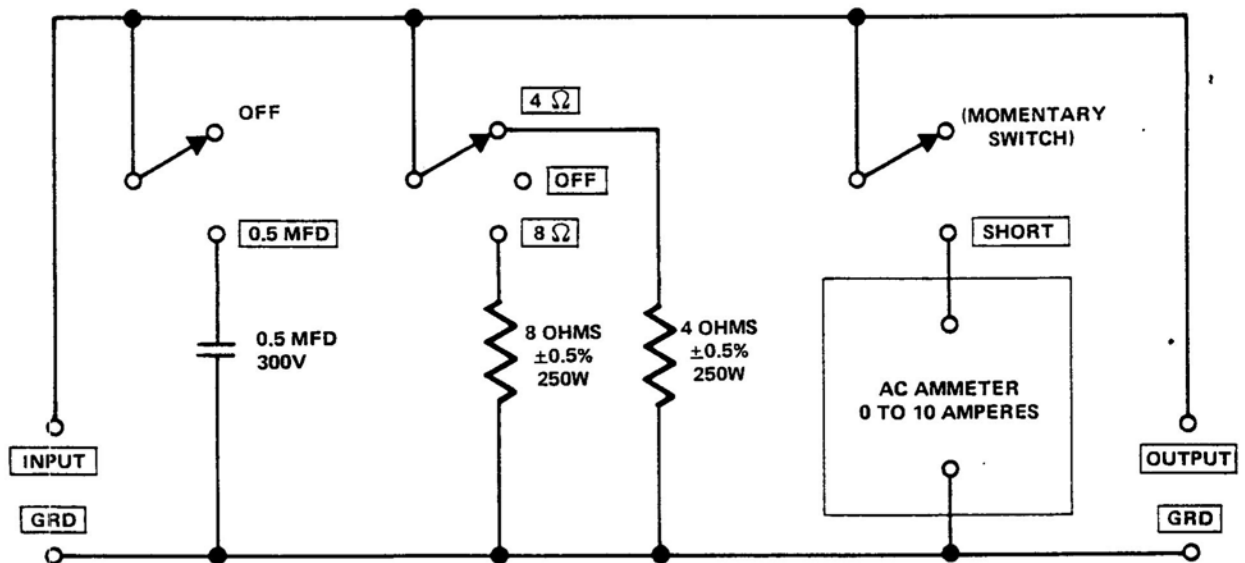 OFF
0.5 MFD
0.5 MFD
300V
4 Ω
OFF
8 Ω
8 OHMS
±0.5%
250W
4 OHMS
±0.5%
250W
(MOMENTARY
SWITCH)
SHORT
AC AMMETER
0 TO 10 AMPERES
INPUT
GRD
OUTPUT
GRD